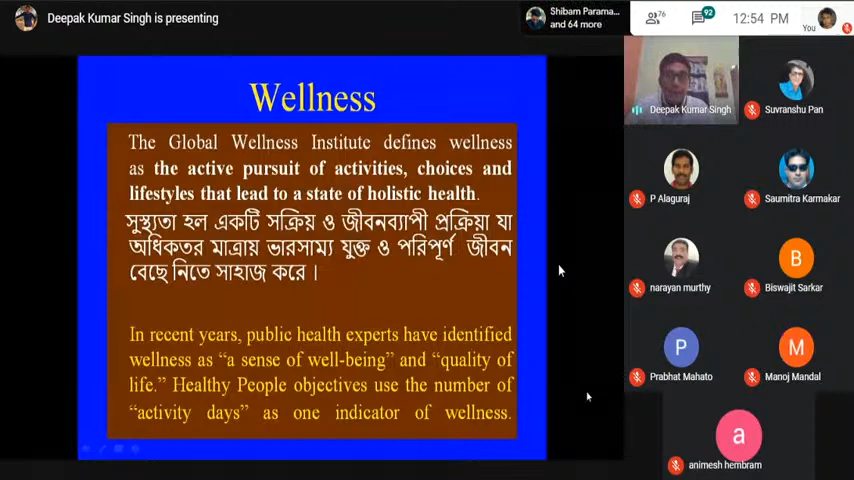 Deepak Kumar Singh is presenting
Shibam Parama...
and 64 more
76
92
12:54 PM
You
Wellness
The Global Wellness Institute defines wellness
as the active pursuit of activities, choices and
lifestyles that lead to a state of holistic health.
সুস্থ্যতা হল একটি সক্রিয় ও জীবনব্যাপী প্রক্রিয়া যা
অধিকতর মাত্রায় ভারসাম্য যুক্ত ও পরিপূর্ণ জীবন
বেছে নিতে সাহাজ করে ।
In recent years, public health experts have identified
wellness as “a sense of well-being” and “quality of
life.” Healthy People objectives use the number of
“activity days” as one indicator of wellness.
Deepak Kumar Singh
Suvranshu Pan
P Alaguraj
Saumitra Karmakar
narayan murthy
B
Biswajit Sarkar
P
Prabhat Mahato
M
Manoj Mandal
a
animesh hembram